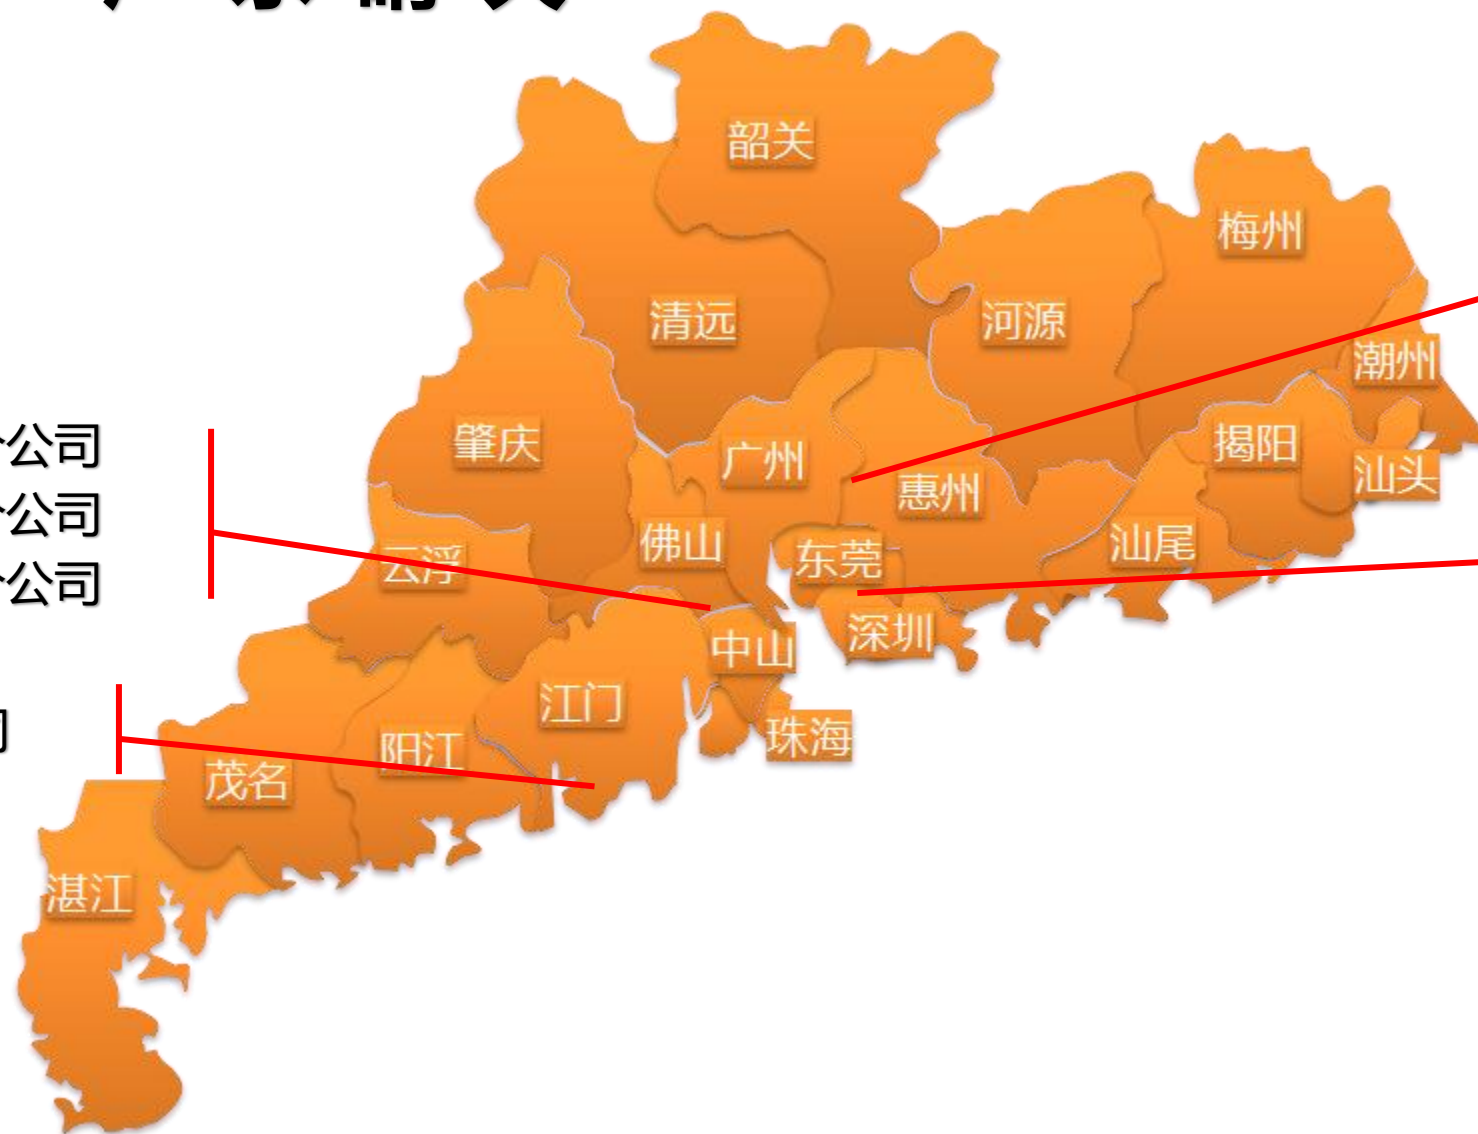 韶关
梅州
清远
河源
潮州
公司
肇庆
广州
揭阳
汕头
惠州
公司
佛山
东莞
汕尾
云浮
公司
深圳
中山
江门
珠海
阳江
茂名
湛江